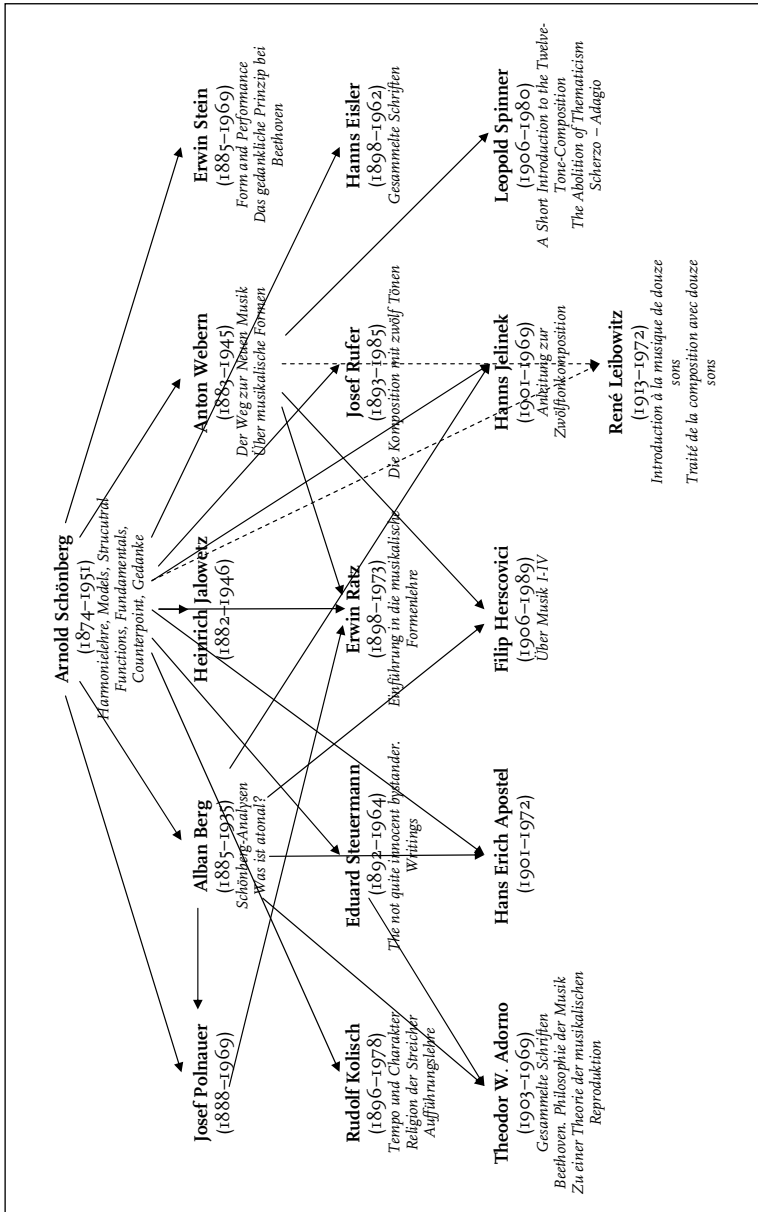 Arnold Schönberg
(1874–1951)
Harmonielehre, Models, Strucutral
Functions, Fundamentals,
Counterpoint, Gedanke
Josef Polnauer
(1888–1969)
Alban Berg
(1885–1935)
Schönberg-Analysen
Was ist atonal?
Heinrich Jalowetz
(1882–1946)
Anton Webern
(1883–1945)
Der Weg zur Neuen Musik
Über musikalische Formen
Erwin Stein
(1885–1969)
Form and Performance
Das gedankliche Prinzip bei
Beethoven
Rudolf Kolisch
(1896–1978)
Tempo und Charakter
Religion der Streicher
Aufführungslehre
Eduard Steuermann
(1892–1964)
The not quite innocent bystander.
Writings
Erwin Ratz
(1898–1973)
Einführung in die musikalische
Formenlehre
Josef Rufer
(1893–1985)
Die Komposition mit zwölf Tönen
Hanns Eisler
(1898–1962)
Gesammelte Schriften
Theodor W. Adorno
(1903–1969)
Gesammelte Schriften
Beethoven. Philosophie der Musik
Zu einer Theorie der musikalischen
Reproduktion
Hans Erich Apostel
(1901–1972)
Filip Herscovici
(1906–1989)
Über Musik I-IV
Hanns Jelinek
(1901–1969)
Anleitung zur
Zwölftonkomposition
Leopold Spinner
(1906–1980)
A Short Introduction to the Twelve-
Tone-Composition
The Abolition of Thematicism
Scherzo – Adagio
René Leibowitz
(1913–1972)
Introduction à la musique de douze
sons
Traité de la composition avec douze
sons